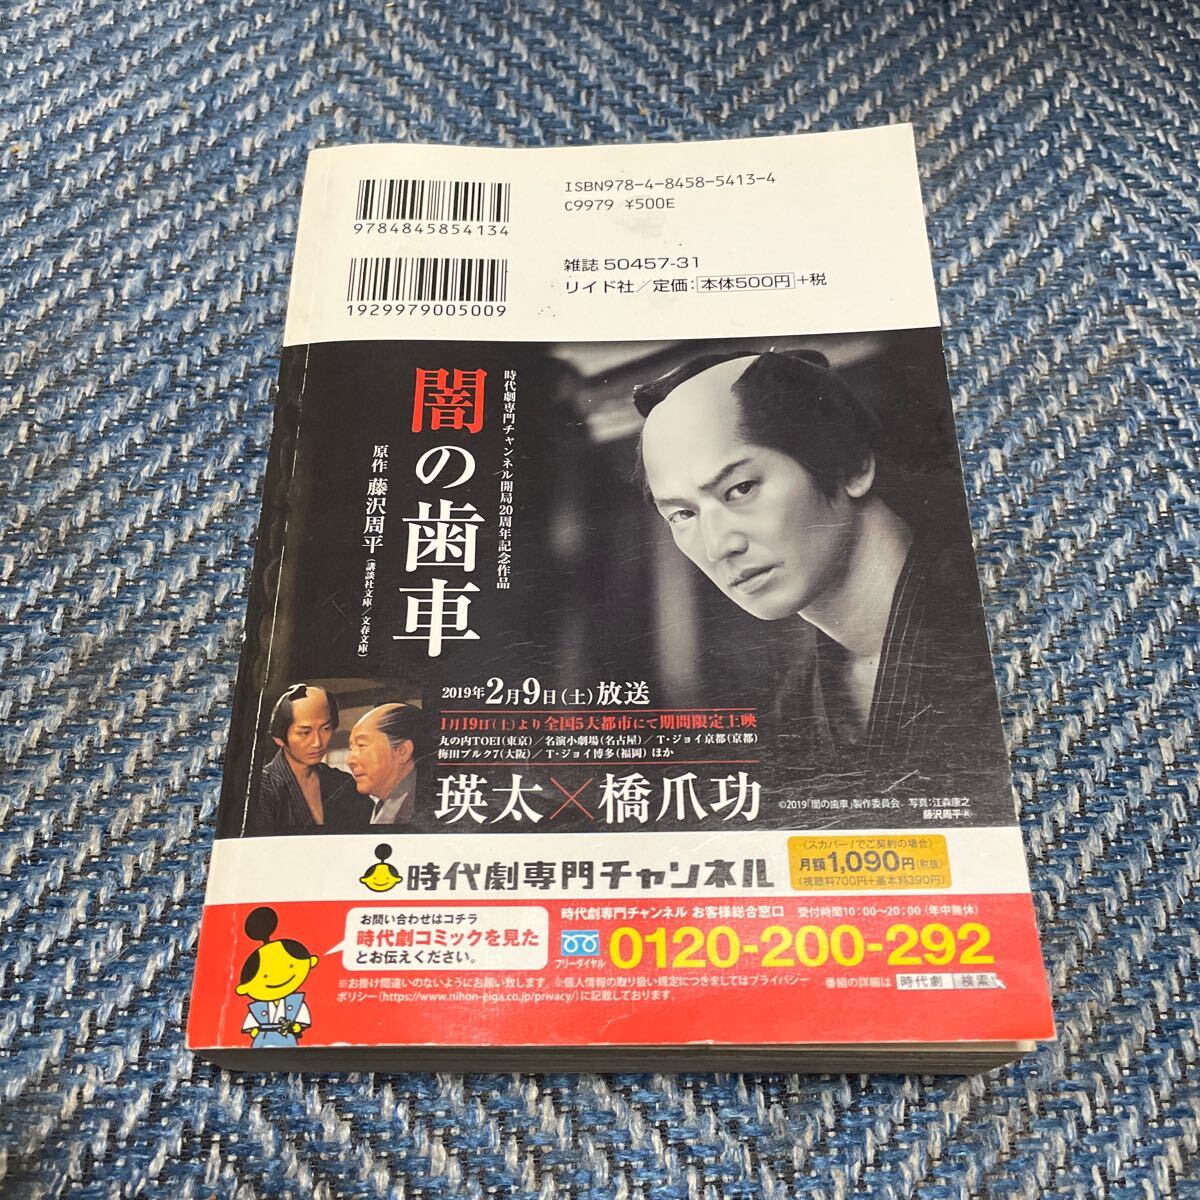 ISBN978-4-8458-5413-4
C9979 ¥500E
9784845854134
雑誌 50457-31
リイド社/定価:本体500円+税
1929979005009
時代劇専門チャンネル開局20周年記念作品
闇の歯車
原作 藤沢周平(講談社文庫/文春文庫)
2019年2月9日(土)放送
1月19日(土)より全国5大都市にて期間限定上映
丸の内TOEI(東京)/名演小劇場(名古屋)/T・ジョイ京都(京都)
梅田ブルク7(大阪)/T・ジョイ博多(福岡)ほか
瑛太×橋爪功
©2019「闇の歯車」製作委員会 写真:江森康之
藤沢周平®
時代劇専門チャンネル
〈スカパー!でご契約の場合〉
月額1,090円(税抜)
(視聴料700円+基本料390円)
お問い合わせはコチラ
時代劇コミックを見た
とお伝えください。
時代劇専門チャンネル お客様総合窓口 受付時間10:00〜20:00(年中無休)
フリーダイヤル
0120-200-292
※お掛け間違いのないようにお願い致します。※個人情報の取り扱い規定につきましてはプライバシー
ポリシー(https://www.nihon-eiga.co.jp/privacy/)に記載しております。
番組の詳細は 時代劇 検索